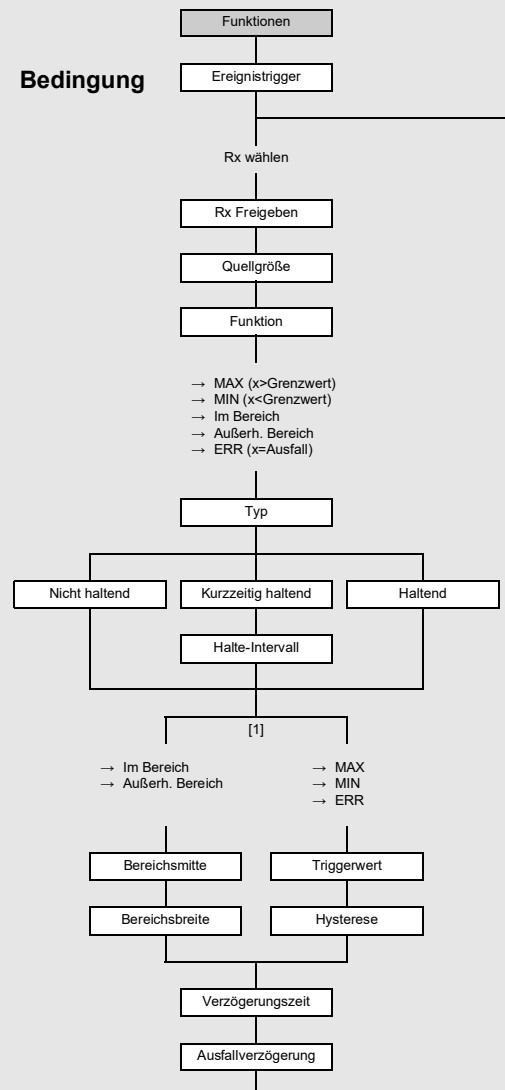 Funktionen
Bedingung
Ereignistrigger
Rx wählen
Rx Freigeben
Quellgröße
Funktion
→ MAX (x>Grenzwert)
→ MIN (x<Grenzwert)
→ Im Bereich
→ Außerh. Bereich
→ ERR (x=Ausfall)
Typ
Nicht haltend
Kurzzeitig haltend
Haltend
Halte-Intervall
[1]
→ Im Bereich
→ Außerh. Bereich
→ MAX
→ MIN
→ ERR
Bereichsmitte
Triggerwert
Bereichsbreite
Hysterese
Verzögerungszeit
Ausfallverzögerung